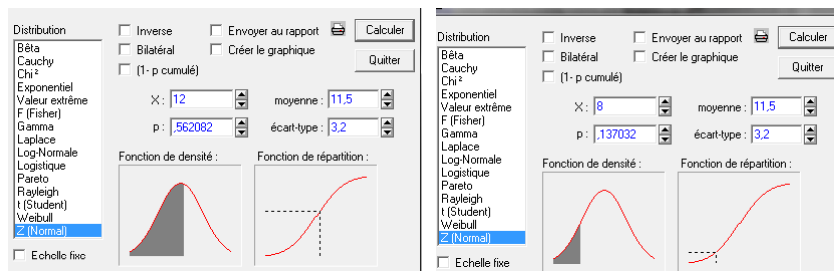 Distribution
Inverse
Envoyer au rapport
Calculer
Bêta
Cauchy
Chi ²
Exponentiel
Valeur extrême
F (Fisher)
Gamma
Laplace
Log-Normale
Logistique
Pareto
Rayleigh
t (Student)
Weibull
Z (Normal)
Bilatéral
Créer le graphique
Quitter
(1- p cumulé)
X : 12
moyenne : 11,5
p : ,562082
écart-type : 3,2
Fonction de densité :
Fonction de répartition :
Echelle fixe
Distribution
Inverse
Envoyer au rapport
Calculer
Bêta
Cauchy
Chi ²
Exponentiel
Valeur extrême
F (Fisher)
Gamma
Laplace
Log-Normale
Logistique
Pareto
Rayleigh
t (Student)
Weibull
Z (Normal)
Bilatéral
Créer le graphique
Quitter
(1- p cumulé)
X : 8
moyenne : 11,5
p : ,137032
écart-type : 3,2
Fonction de densité :
Fonction de répartition :
Echelle fixe